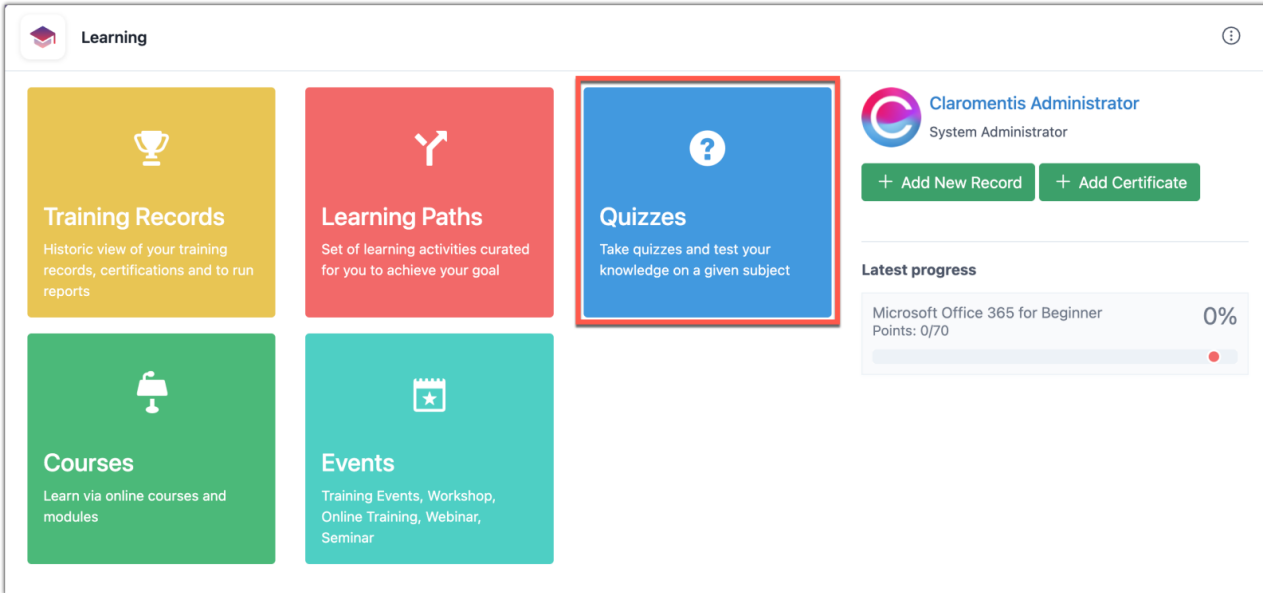 Learning
Training Records
Historic view of your training
records, certifications and to run
reports
Learning Paths
Set of learning activities curated
for you to achieve your goal
?
Quizzes
Take quizzes and test your
knowledge on a given subject
Courses
Learn via online courses and
modules
Events
Training Events, Workshop,
Online Training, Webinar,
Seminar
Claromentis Administrator
System Administrator
+ Add New Record
+ Add Certificate
Latest progress
Microsoft Office 365 for Beginner
0%
Points: 0/70